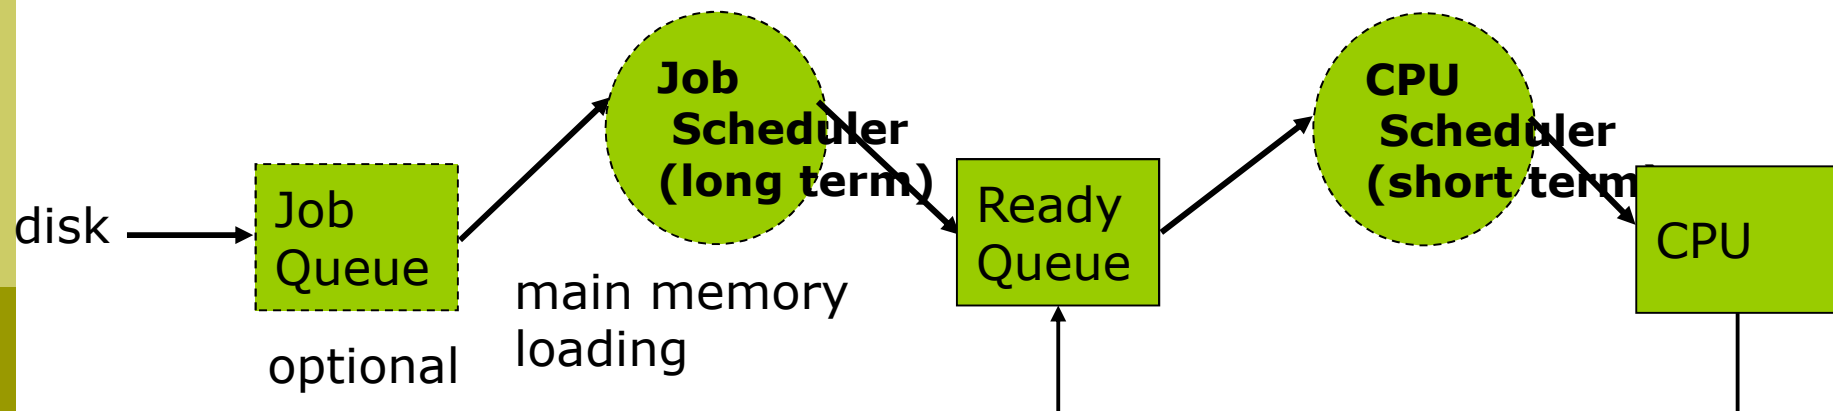 disk
Job
Queue
optional
Job
Scheduler
(long term)
main memory
loading
Ready
Queue
CPU
Scheduler
(short term)
CPU